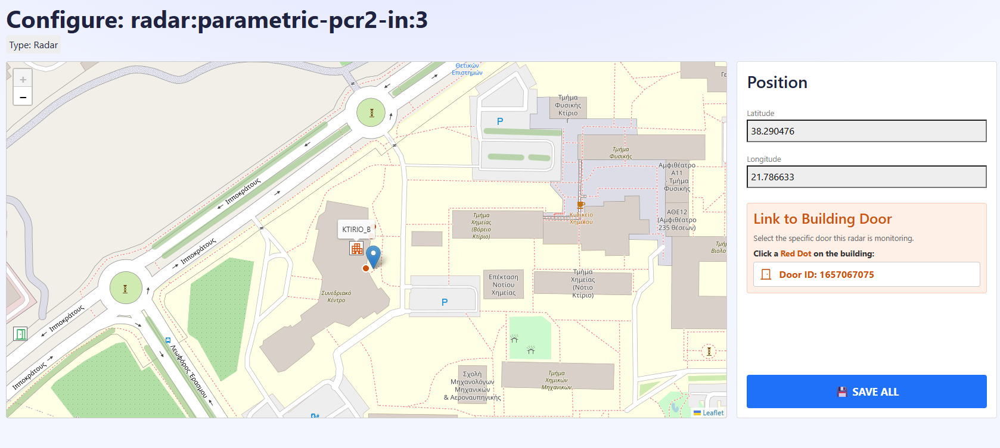 Configure: radar:parametric-pcr2-in:3
Type: Radar
+
−
Θετικών
Επιστημών
P
Τμήμα
Φυσικής
Κτίριο
Γ
Τμήμα
Φυσικής
Αμφιθέατρο
Α11
- Τμήμα
Φυσικής
Κυλικείο
Χημικού
ΑΘΕ12
(Αμφιθέατρο
235 θέσεων)
Ιπποκράτους
Ιπποκράτους
Ιπποκράτους
Ιπποκράτους
KTIRIO_B
Τμήμα
Χημείας
(Βόρειο
Κτίριο)
Συνεδριακό
Κέντρο
Επέκταση
Νοτίου
Χημείας
Τμήμα
Χημείας
(Νότιο
Κτίριο)
P
Λεωφόρος Έρασμου
Σχολή
Μηχανολόγων
Μηχανικών
& Αεροναυπηγικής
Τμήμα
Χημικών
Μηχανικών
Leaflet
Position
Latitude
38.290476
Longitude
21.786633
Link to Building Door
Select the specific door this radar is monitoring.
Click a Red Dot on the building:
Door ID: 1657067075
SAVE ALL